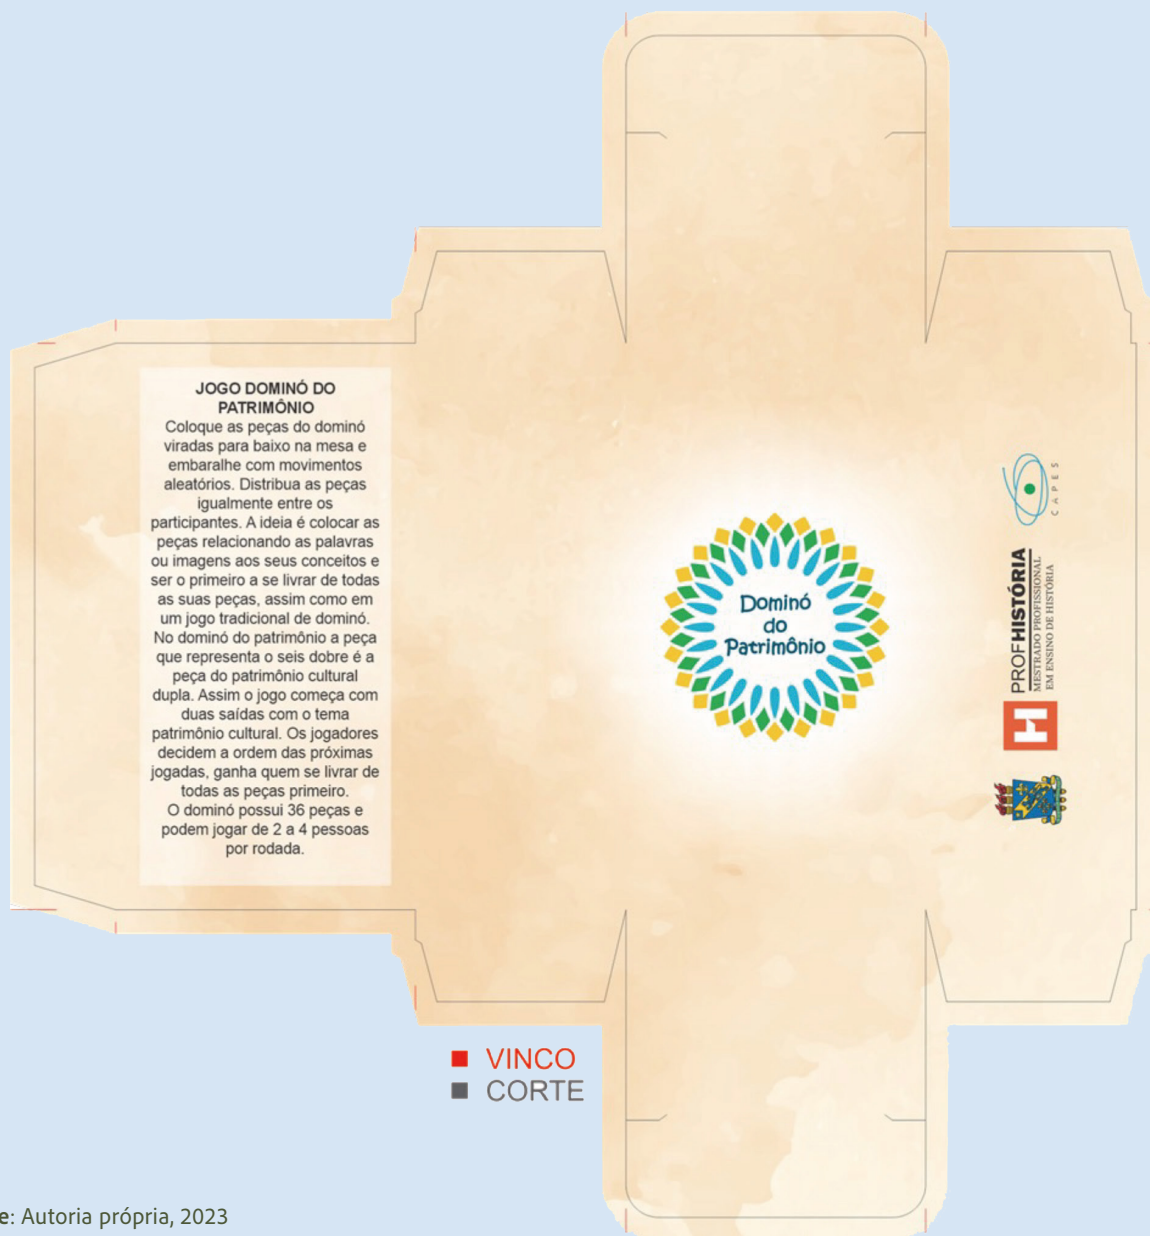 JOGO DOMINÓ DO
PATRIMÔNIO
Coloque as peças do dominó
viradas para baixo na mesa e
embaralhe com movimentos
aleatórios. Distribua as peças
igualmente entre os
participantes. A ideia é colocar as
peças relacionando as palavras
ou imagens aos seus conceitos e
ser o primeiro a se livrar de todas
as suas peças, assim como em
um jogo tradicional de dominó.
No dominó do patrimônio a peça
que representa o seis dobre é a
peça do patrimônio cultural
dupla. Assim o jogo começa com
duas saídas com o tema
patrimônio cultural. Os jogadores
decidem a ordem das próximas
jogadas, ganha quem se livrar de
todas as peças primeiro.
O dominó possui 36 peças e
podem jogar de 2 a 4 pessoas
por rodada.
Dominó
do
Patrimônio
CAPES
PROFHISTÓRIA
MESTRADO PROFISSIONAL
EM ENSINO DE HISTÓRIA
H
VINCO
CORTE
e: Autoria própria, 2023